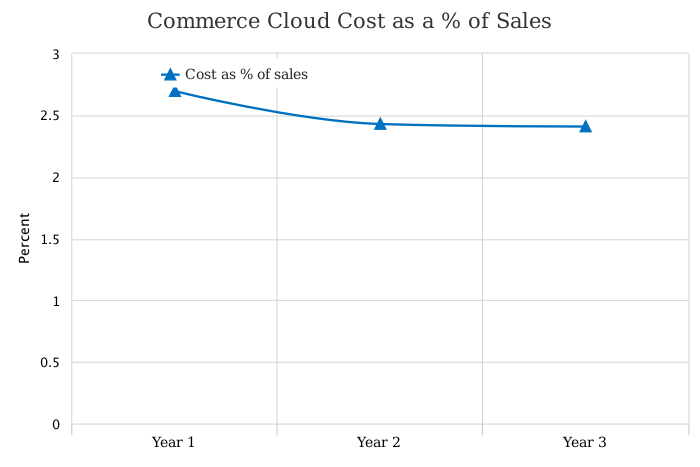 Commerce Cloud Cost as a % of Sales
Cost as % of sales
Percent
3
2.5
2
1.5
1
0.5
0
Year 1
Year 2
Year 3